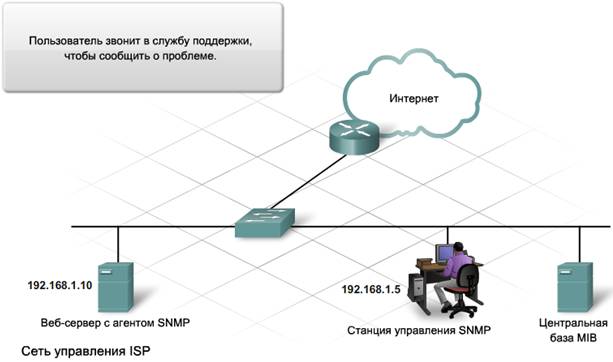 Пользователь звонит в службу поддержки,
чтобы сообщить о проблеме.
Интернет
192.168.1.10
192.168.1.5
Веб-сервер с агентом SNMP
Станция управления SNMP
Центральная
база MIB
Сеть управления ISP